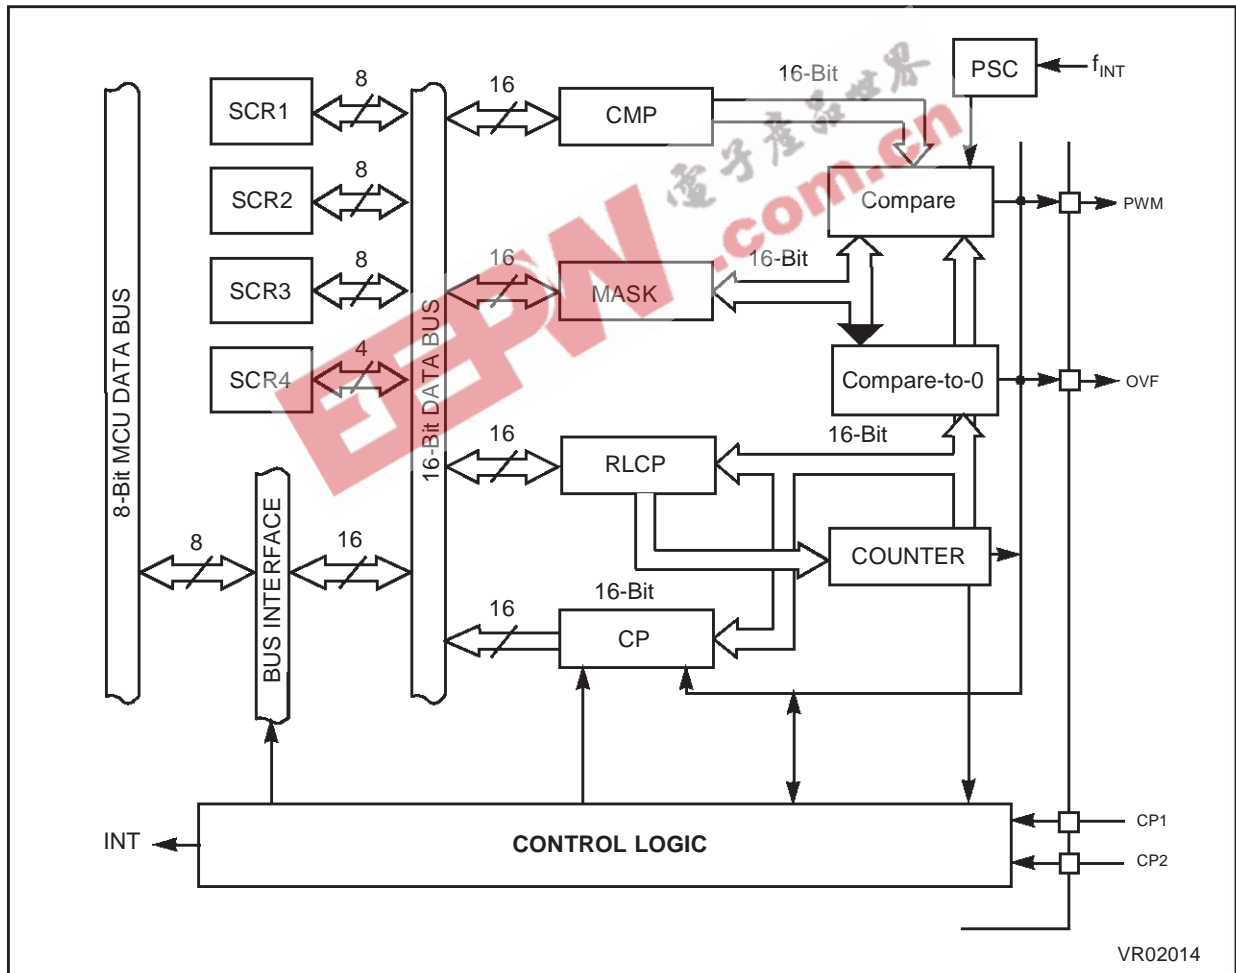 16-Bit
PSC
fINT
8
16
SCR1
CMP
8
SCR2
Compare
PWM
8
16
16-Bit
SCR3
MASK
4
SCR4
Compare-to-0
OVF
16-Bit
16
RLCP
8-Bit MCU DATA BUS
16-Bit DATA BUS
BUS INTERFACE
8
16
COUNTER
16-Bit
16
CP
INT
CONTROL LOGIC
CP1
CP2
VR02014
EEPW.com.cn
電子産品世界